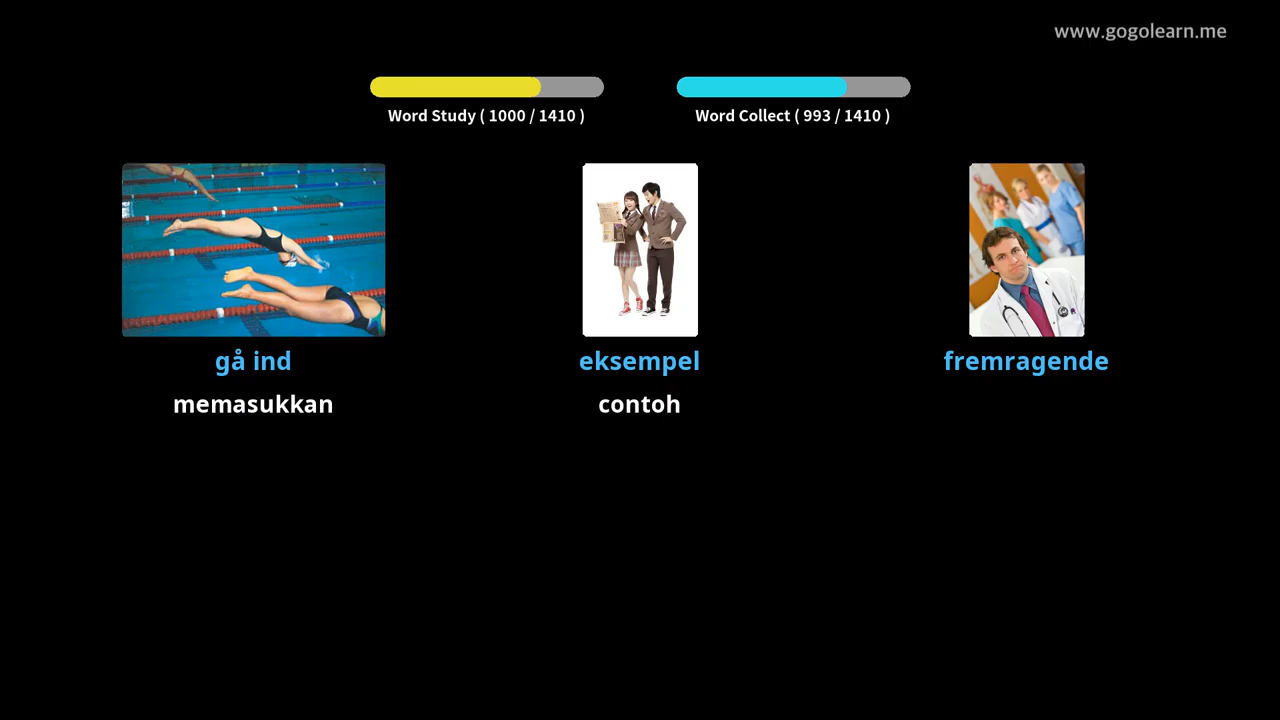 www.gogolearn.me
Word Study ( 1000 / 1410 )
Word Collect ( 993 / 1410 )
gå ind
eksempel
fremragende
memasukkan
contoh